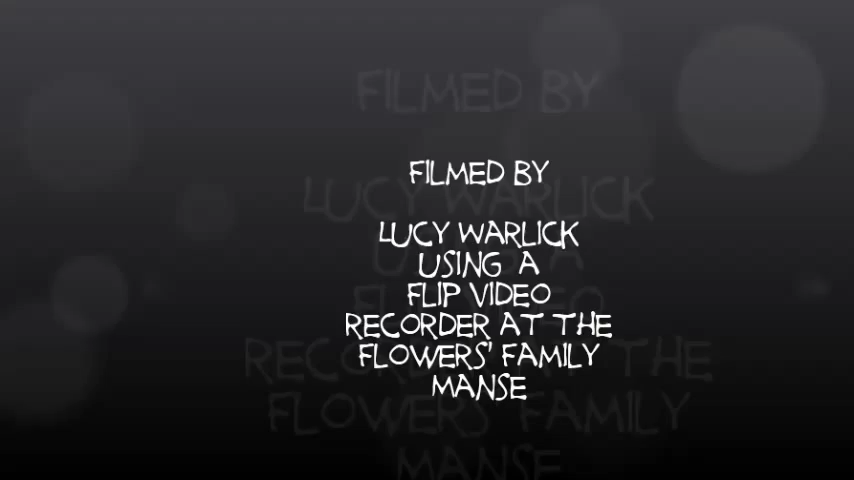 FILMED BY
LUCY WARLICK
USING A
FLIP VIDEO
RECORDER AT THE
FLOWERS' FAMILY
MANSE